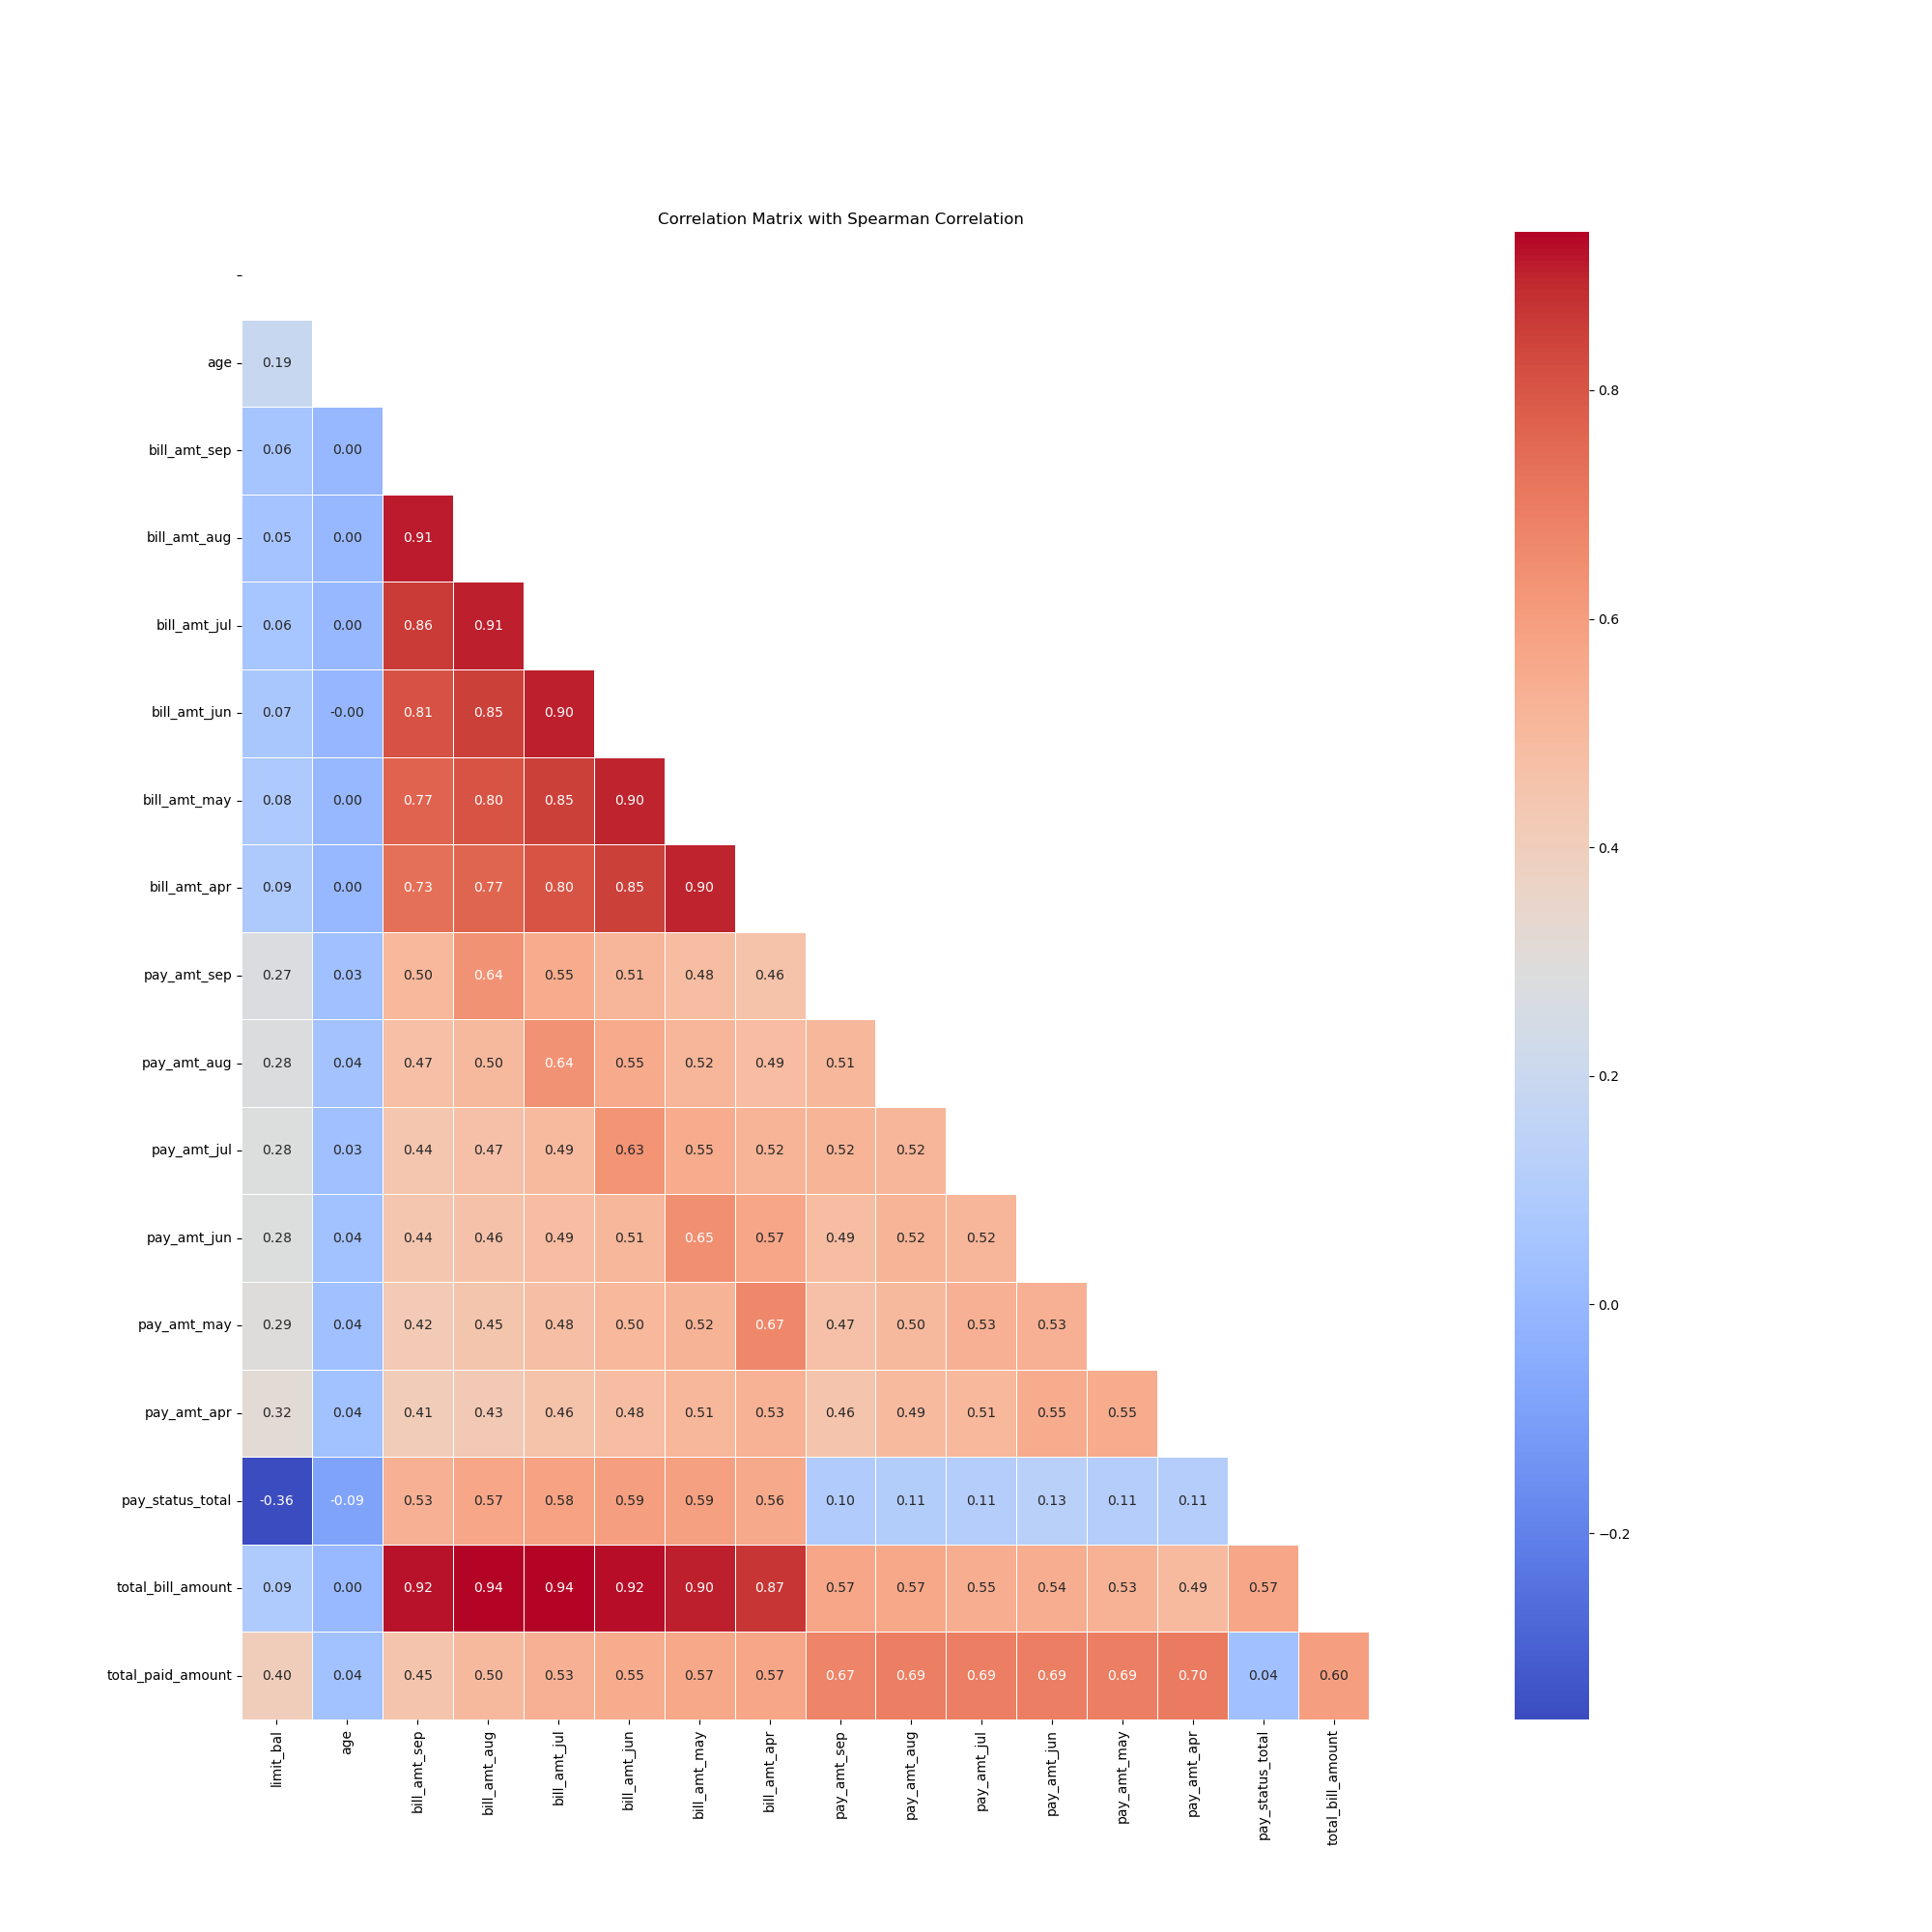 Correlation Matrix with Spearman Correlation
age 0.19
bill_amt_sep 0.06 0.00
bill_amt_aug 0.05 0.00 0.91
bill_amt_jul 0.06 0.00 0.86 0.91
bill_amt_jun 0.07 -0.00 0.81 0.85 0.90
bill_amt_may 0.08 0.00 0.77 0.80 0.85 0.90
bill_amt_apr 0.09 0.00 0.73 0.77 0.80 0.85 0.90
pay_amt_sep 0.27 0.03 0.50 0.64 0.55 0.51 0.48 0.46
pay_amt_aug 0.28 0.04 0.47 0.50 0.64 0.55 0.52 0.49 0.51
pay_amt_jul 0.28 0.03 0.44 0.47 0.49 0.63 0.55 0.52 0.52 0.52
pay_amt_jun 0.28 0.04 0.44 0.46 0.49 0.51 0.65 0.57 0.49 0.52 0.52
pay_amt_may 0.29 0.04 0.42 0.45 0.48 0.50 0.52 0.67 0.47 0.50 0.53 0.53
pay_amt_apr 0.32 0.04 0.41 0.43 0.46 0.48 0.51 0.53 0.46 0.49 0.51 0.55 0.55
pay_status_total -0.36 -0.09 0.53 0.57 0.58 0.59 0.59 0.56 0.10 0.11 0.11 0.13 0.11 0.11
total_bill_amount 0.09 0.00 0.92 0.94 0.94 0.92 0.90 0.87 0.57 0.57 0.55 0.54 0.53 0.49 0.57
total_paid_amount 0.40 0.04 0.45 0.50 0.53 0.55 0.57 0.57 0.67 0.69 0.69 0.69 0.69 0.70 0.04 0.60
limit_bal age bill_amt_sep bill_amt_aug bill_amt_jul bill_amt_jun bill_amt_may bill_amt_apr pay_amt_sep pay_amt_aug pay_amt_jul pay_amt_jun pay_amt_may pay_amt_apr pay_status_total total_bill_amount
0.8
0.6
0.4
0.2
0.0
−0.2